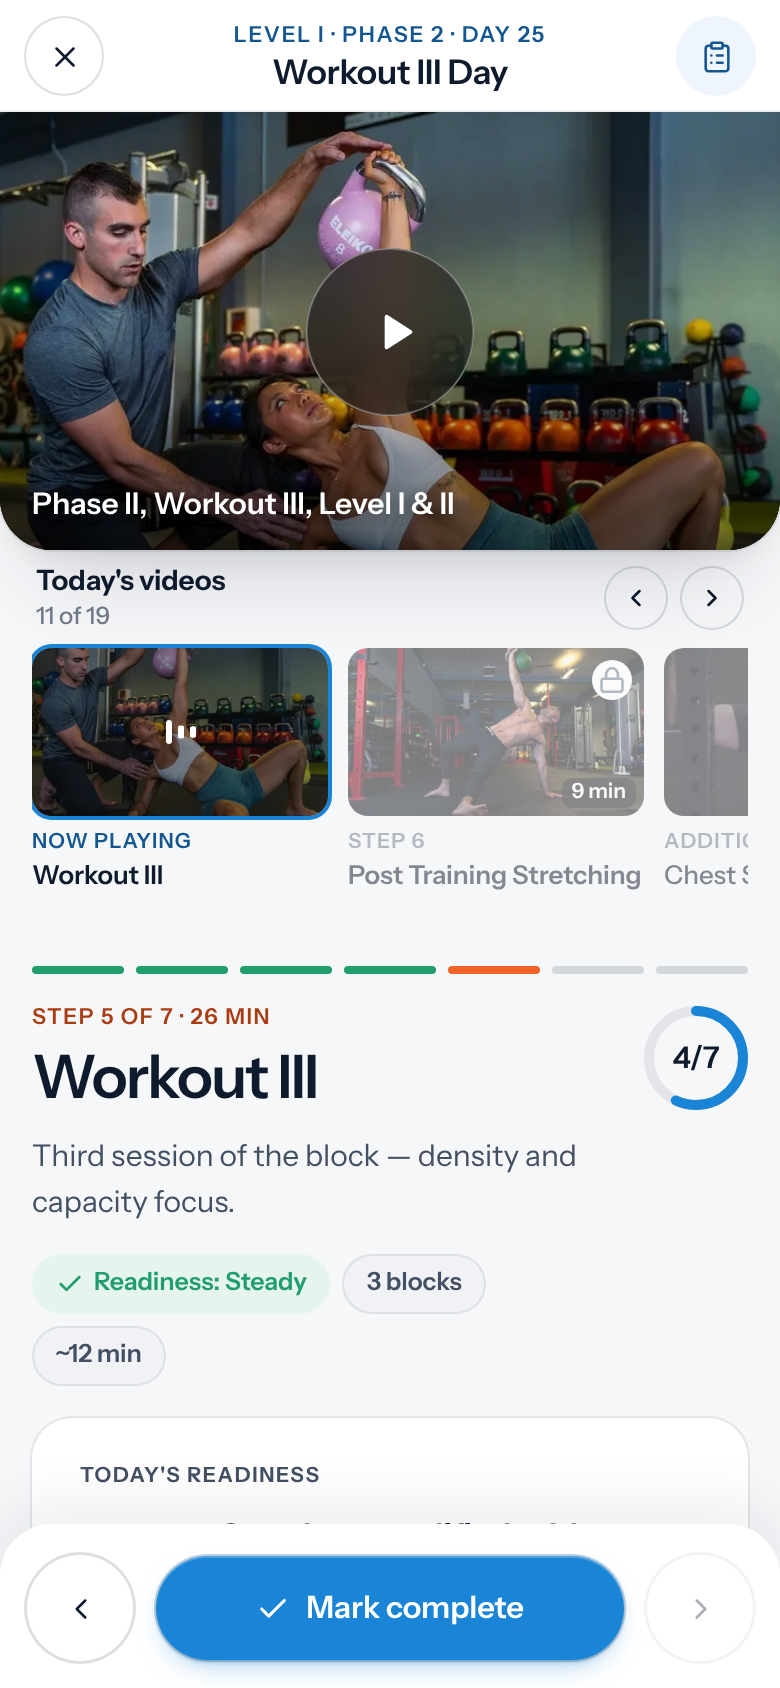 LEVEL I · PHASE 2 · DAY 25
Workout III Day
ELEIKO
8
Phase II, Workout III, Level I & II
Today's videos
11 of 19
9 min
NOW PLAYING
STEP 6
Workout III
Post Training Stretching
Chest
STEP 5 OF 7 · 26 MIN
Workout III
4/7
Third session of the block — density and
capacity focus.
Readiness: Steady
3 blocks
~12 min
TODAY'S READINESS
Mark complete